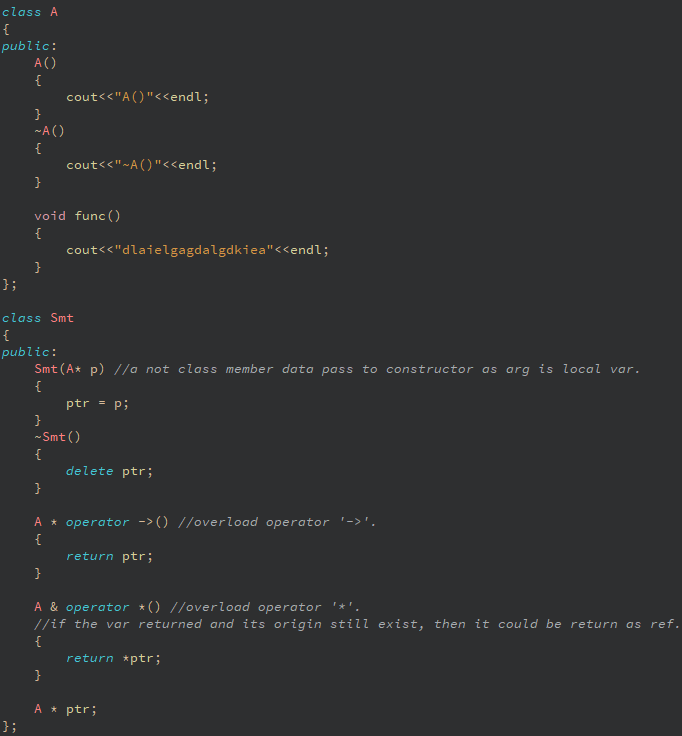 class A
{
public:
    A()
    {
        cout<<"A()"<<endl;
    }
    ~A()
    {
        cout<<"~A()"<<endl;
    }

    void func()
    {
        cout<<"dlaielgagdalgdkiea"<<endl;
    }
};

class Smt
{
public:
    Smt(A* p) //a not class member data pass to constructor as arg is local var.
    {
        ptr = p;
    }
    ~Smt()
    {
        delete ptr;
    }

    A * operator ->() //overload operator '->'.
    {
        return ptr;
    }

    A & operator *() //overload operator '*'.
    //if the var returned and its origin still exist, then it could be return as ref.
    {
        return *ptr;
    }

    A * ptr;
};